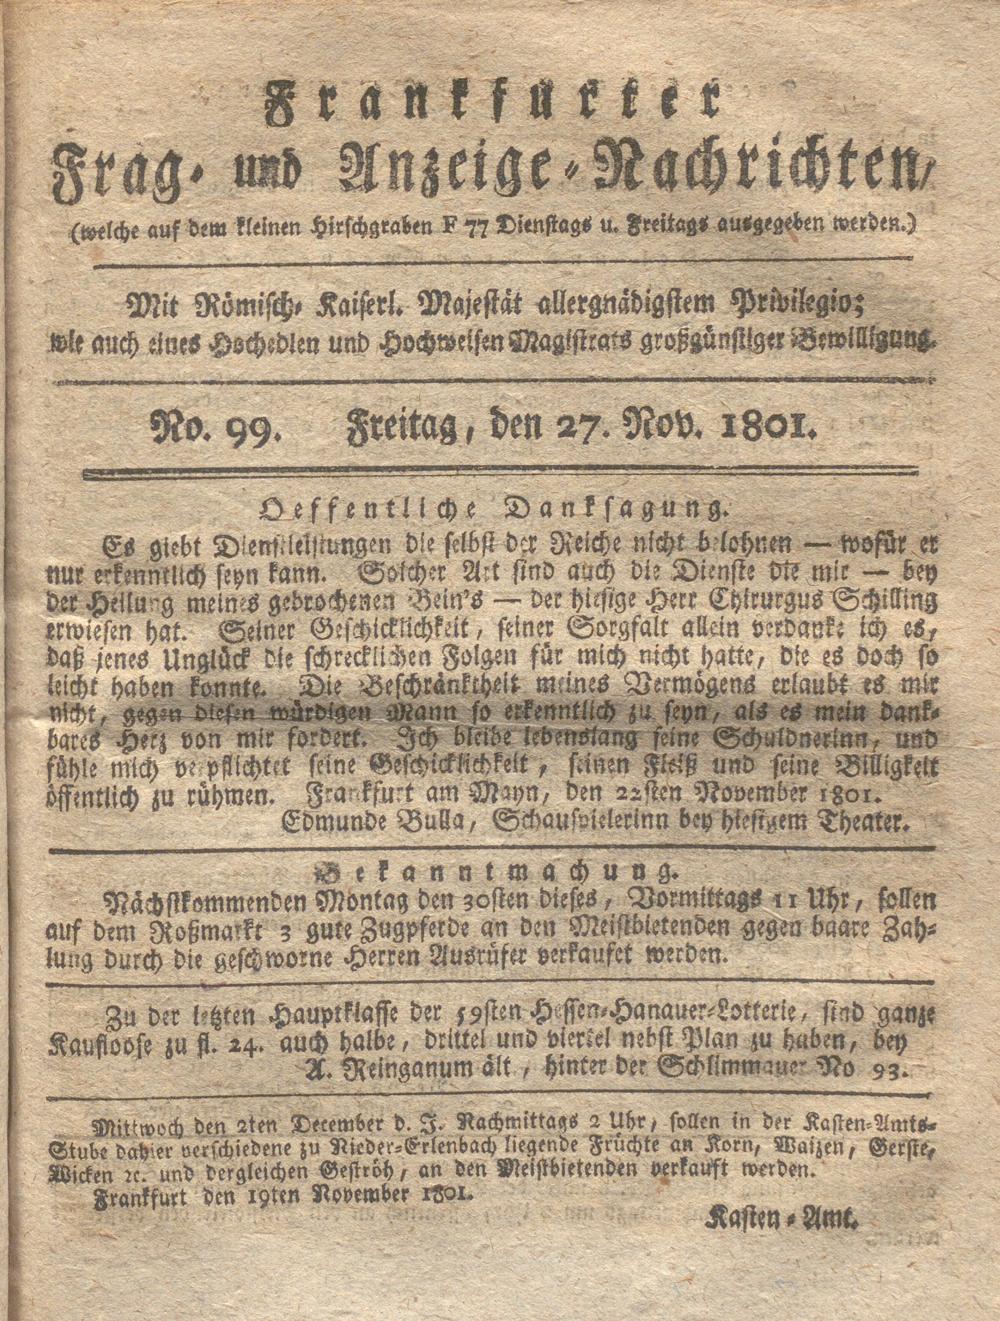 Frankfurter
Frag- und Anzeige-Nachrichten,
(welche auf dem kleinen Hirschgraben F 77 Dienstags u. Freitags ausgegeben werden.)
Mit Römisch- Kaiserl. Majestät allergnädigstem Privilegio;
wie auch eines Hochedlen und Hochweisen Magistrats großgünstiger Bewilligung.
No. 99. Freitag, den 27. Nov. 1801.
Oeffentliche Danksagung.
Es giebt Dienstleistungen die selbst der Reiche nicht belohnen — wofür er
nur erkenntlich seyn kann. Solcher Art sind auch die Dienste die mir — bey
der Heilung meines gebrochenen Bein's — der hiesige Herr Chirurgus Schilling
erwiesen hat. Seiner Geschicklichkeit, seiner Sorgfalt allein verdanke ich es,
daß jenes Unglück die schrecklichen Folgen für mich nicht hatte, die es doch so
leicht haben konnte. Die Beschränktheit meines Vermögens erlaubt es mir
nicht, gegen diesen würdigen Mann so erkenntlich zu seyn, als es mein dank-
bares Herz von mir fordert. Ich bleibe lebenslang seine Schuldnerinn, und
fühle mich verpflichtet seine Geschicklichkeit, seinen Fleiß und seine Billigkeit
öffentlich zu rühmen. Frankfurt am Mayn, den 22sten November 1801.
Edmunde Bulla, Schauspielerinn bey hiesigem Theater.
Bekanntmachung.
Nächstkommenden Montag den 30sten dieses, Vormittags 11 Uhr, sollen
auf dem Roßmarkt 3 gute Zugpferde an den Meistbietenden gegen baare Zah-
lung durch die geschworne Herren Ausrüfer verkaufet werden.
Zu der letzten Hauptklasse der 59sten Hessen-Hanauer-Lotterie, sind ganze
Kaufloose zu fl. 24. auch halbe, drittel und viertel nebst Plan zu haben, bey
A. Reinganum ält, hinter der Schlimmauer No 93.
Mittwoch den 2ten December d. J. Nachmittags 2 Uhr, sollen in der Kasten-Amts-
Stube dahier verschiedene zu Nieder-Erlenbach liegende Früchte an Korn, Waizen, Gerste,
Wicken ꝛc. und dergleichen Geströh, an den Meistbietenden verkauft werden.
Frankfurt den 19ten November 1801.
Kasten-Amt.